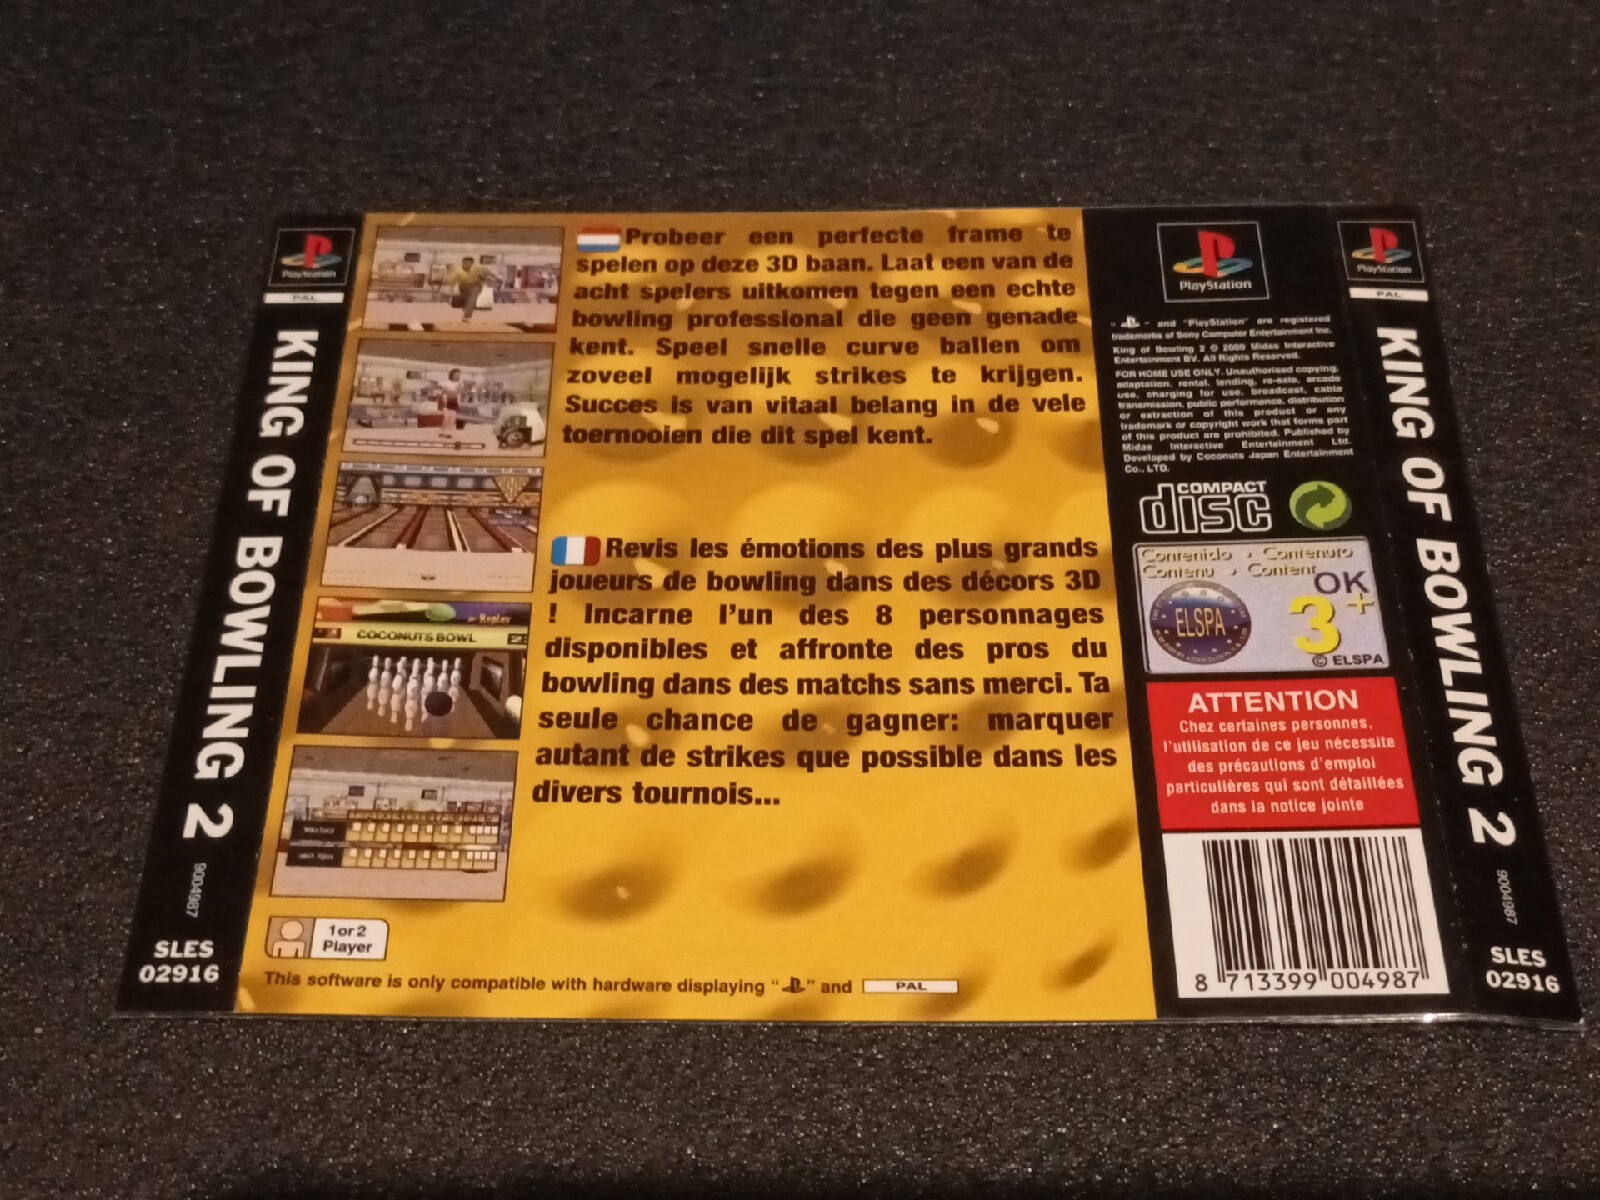 PlayStation
PAL
KING OF BOWLING 2
9004987
SLES
02916
Replay
COCONUTS BOWL
Probeer een perfecte frame te
spelen op deze 3D baan. Laat een van de
acht spelers uitkomen tegen een echte
bowling professional die geen genade
kent. Speel snelle curve ballen om
zoveel mogelijk strikes te krijgen.
Succes is van vitaal belang in de vele
toernooien die dit spel kent.
Revis les émotions des plus grands
joueurs de bowling dans des décors 3D
! Incarne l'un des 8 personnages
disponibles et affronte des pros du
bowling dans des matchs sans merci. Ta
seule chance de gagner: marquer
autant de strikes que possible dans les
divers tournois...
1 or 2
Player
This software is only compatible with hardware displaying " " and PAL
PlayStation
" " and "PlayStation" are registered
trademarks of Sony Computer Entertainment Inc.
King of Bowling 2 © 2000 Midas Interactive
Entertainment BV. All Rights Reserved.
FOR HOME USE ONLY. Unauthorised copying,
adaptation, rental, lending, re-sale, arcade
use, charging for use, broadcast, cable
transmission, public performance, distribution
or extraction of this product or any
trademark or copyright work that forms part
of this product are prohibited. Published by
Midas Interactive Entertainment Ltd.
Developed by Coconuts Japan Entertainment
Co., LTD.
COMPACT
disc
Contenido • Contenuto
Contenu • Content
OK
ELSPA
3+
© ELSPA
ATTENTION
Chez certaines personnes,
l'utilisation de ce jeu nécessite
des précautions d'emploi
particulières qui sont détaillées
dans la notice jointe
8 713399 004987
PlayStation
PAL
KING OF BOWLING 2
9004987
SLES
02916